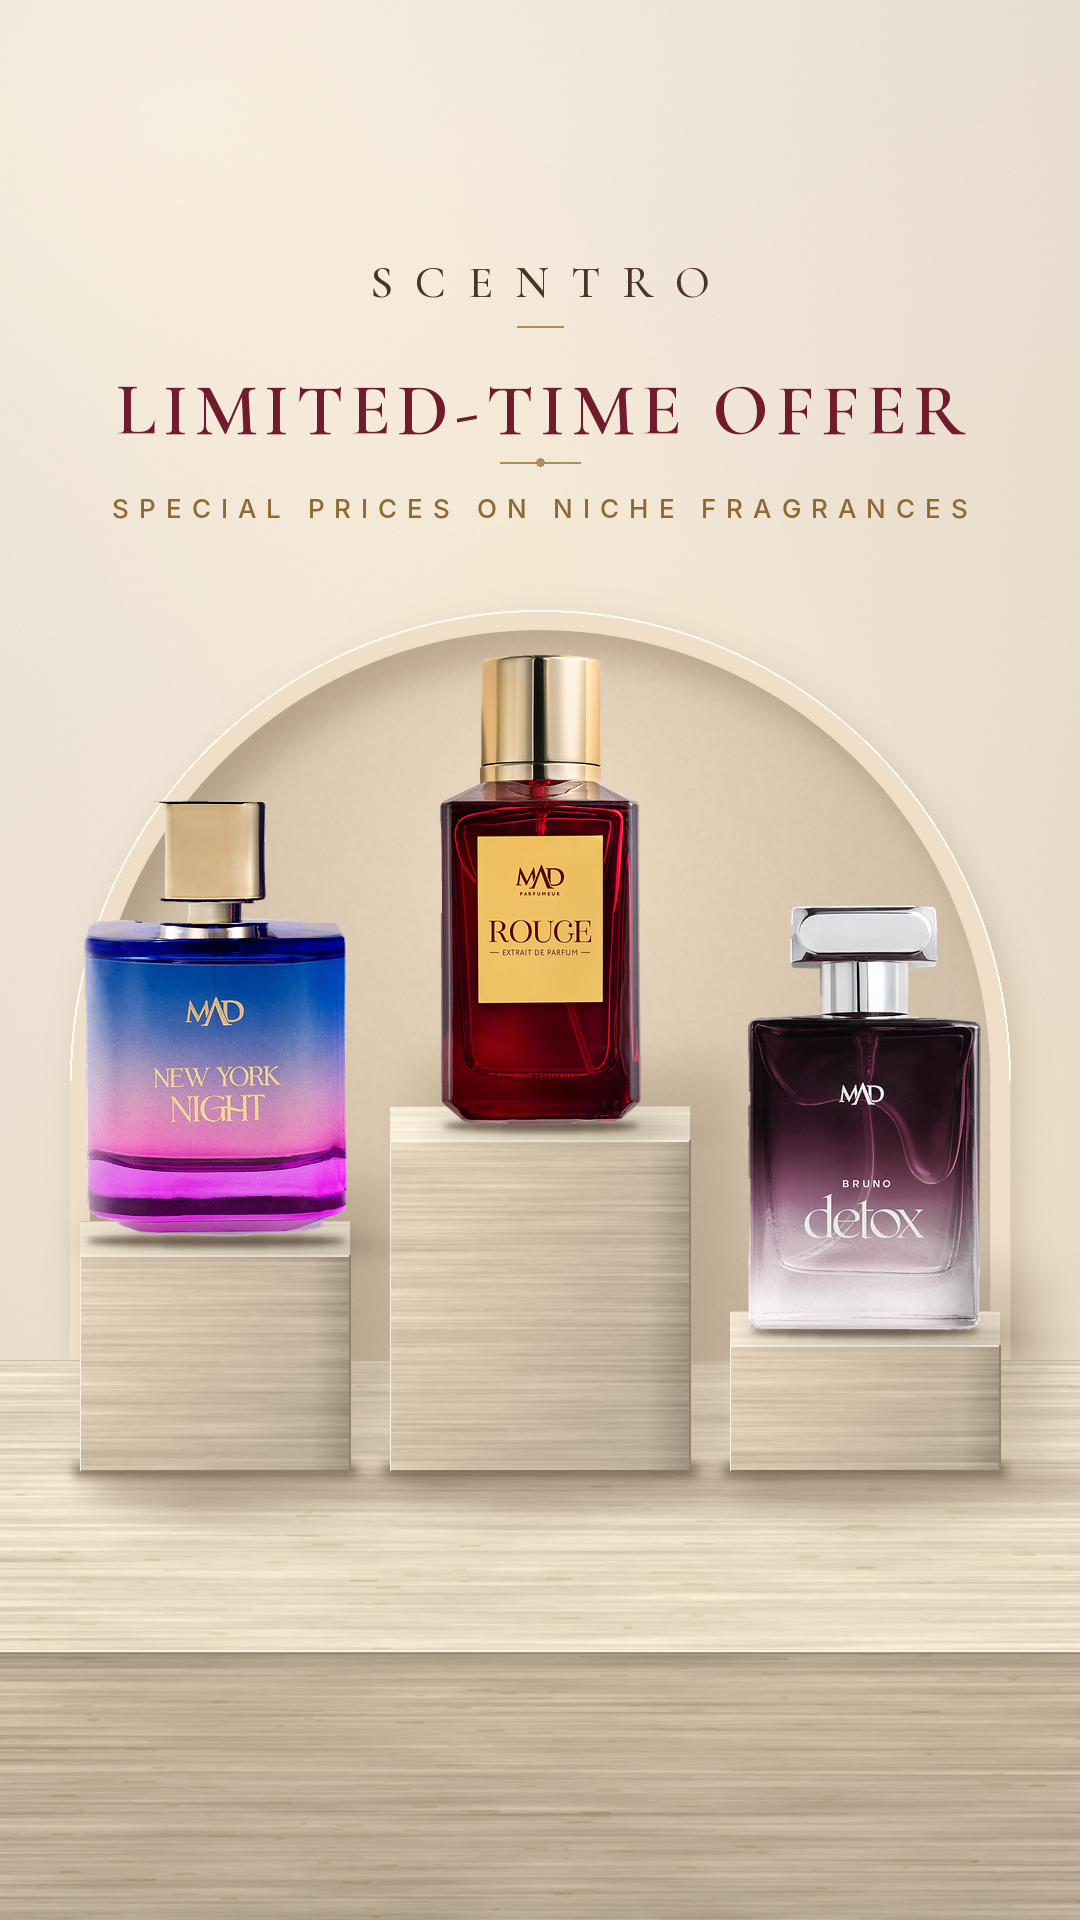 SCENTRO
LIMITED-TIME OFFER
SPECIAL PRICES ON NICHE FRAGRANCES
MAD
PARFUMEUR
ROUGE
EXTRAIT DE PARFUM
MAD
NEW YORK
NIGHT
MAD
BRUNO
detox